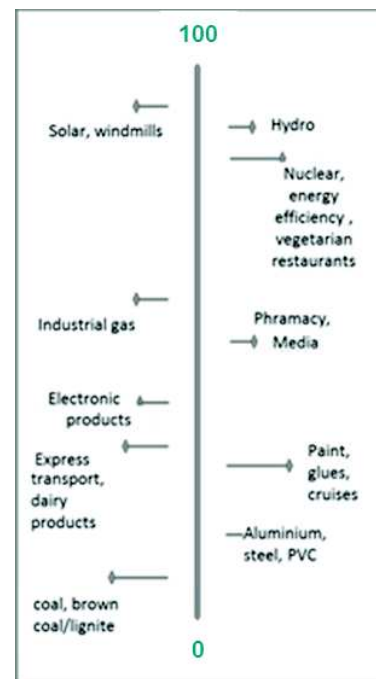 100
Solar, windmills
Hydro
Nuclear,
energy
efficiency ,
vegetarian
restaurants
Industrial gas
Phramacy,
Media
Electronic
products
Express
transport,
dairy
products
Paint,
glues,
cruises
Aluminium,
steel, PVC
coal, brown
coal/lignite
0